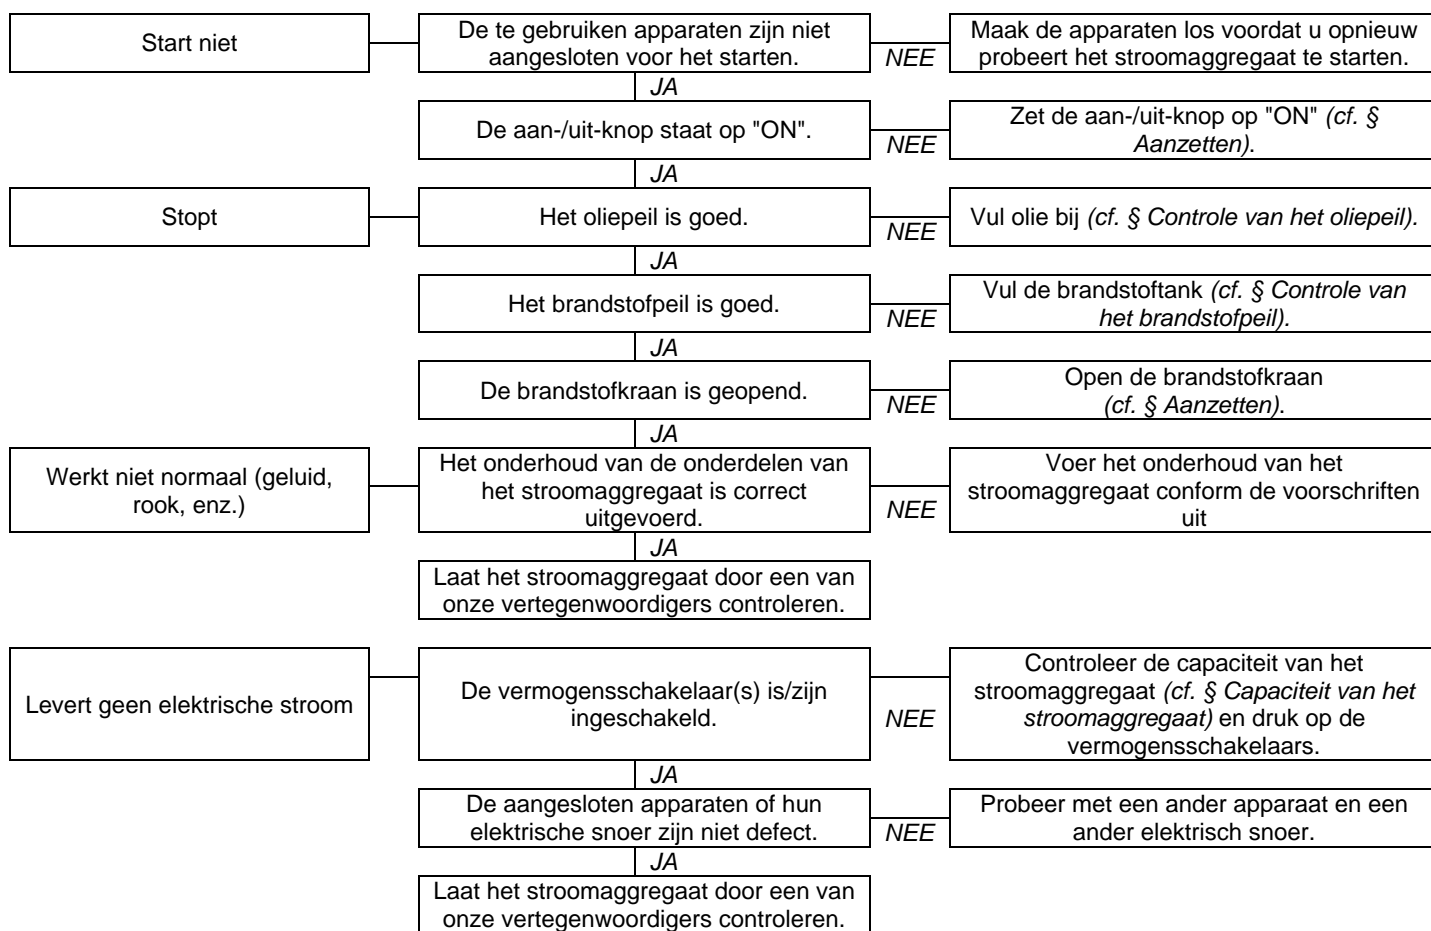 Start niet
De te gebruiken apparaten zijn niet
aangesloten voor het starten.
NEE
Maak de apparaten los voordat u opnieuw
probeert het stroomaggregaat te starten.
JA
De aan-/uit-knop staat op "ON".
NEE
Zet de aan-/uit-knop op "ON" (cf. §
Aanzetten).
JA
Stopt
Het oliepeil is goed.
NEE
Vul olie bij (cf. § Controle van het oliepeil).
JA
Het brandstofpeil is goed.
NEE
Vul de brandstoftank (cf. § Controle van
het brandstofpeil).
JA
De brandstofkraan is geopend.
NEE
Open de brandstofkraan
(cf. § Aanzetten).
JA
Werkt niet normaal (geluid,
rook, enz.)
Het onderhoud van de onderdelen van
het stroomaggregaat is correct
uitgevoerd.
NEE
Voer het onderhoud van het
stroomaggregaat conform de voorschriften
uit
JA
Laat het stroomaggregaat door een van
onze vertegenwoordigers controleren.
Levert geen elektrische stroom
De vermogensschakelaar(s) is/zijn
ingeschakeld.
NEE
Controleer de capaciteit van het
stroomaggregaat (cf. § Capaciteit van het
stroomaggregaat) en druk op de
vermogensschakelaars.
JA
De aangesloten apparaten of hun
elektrische snoer zijn niet defect.
NEE
Probeer met een ander apparaat en een
ander elektrisch snoer.
JA
Laat het stroomaggregaat door een van
onze vertegenwoordigers controleren.